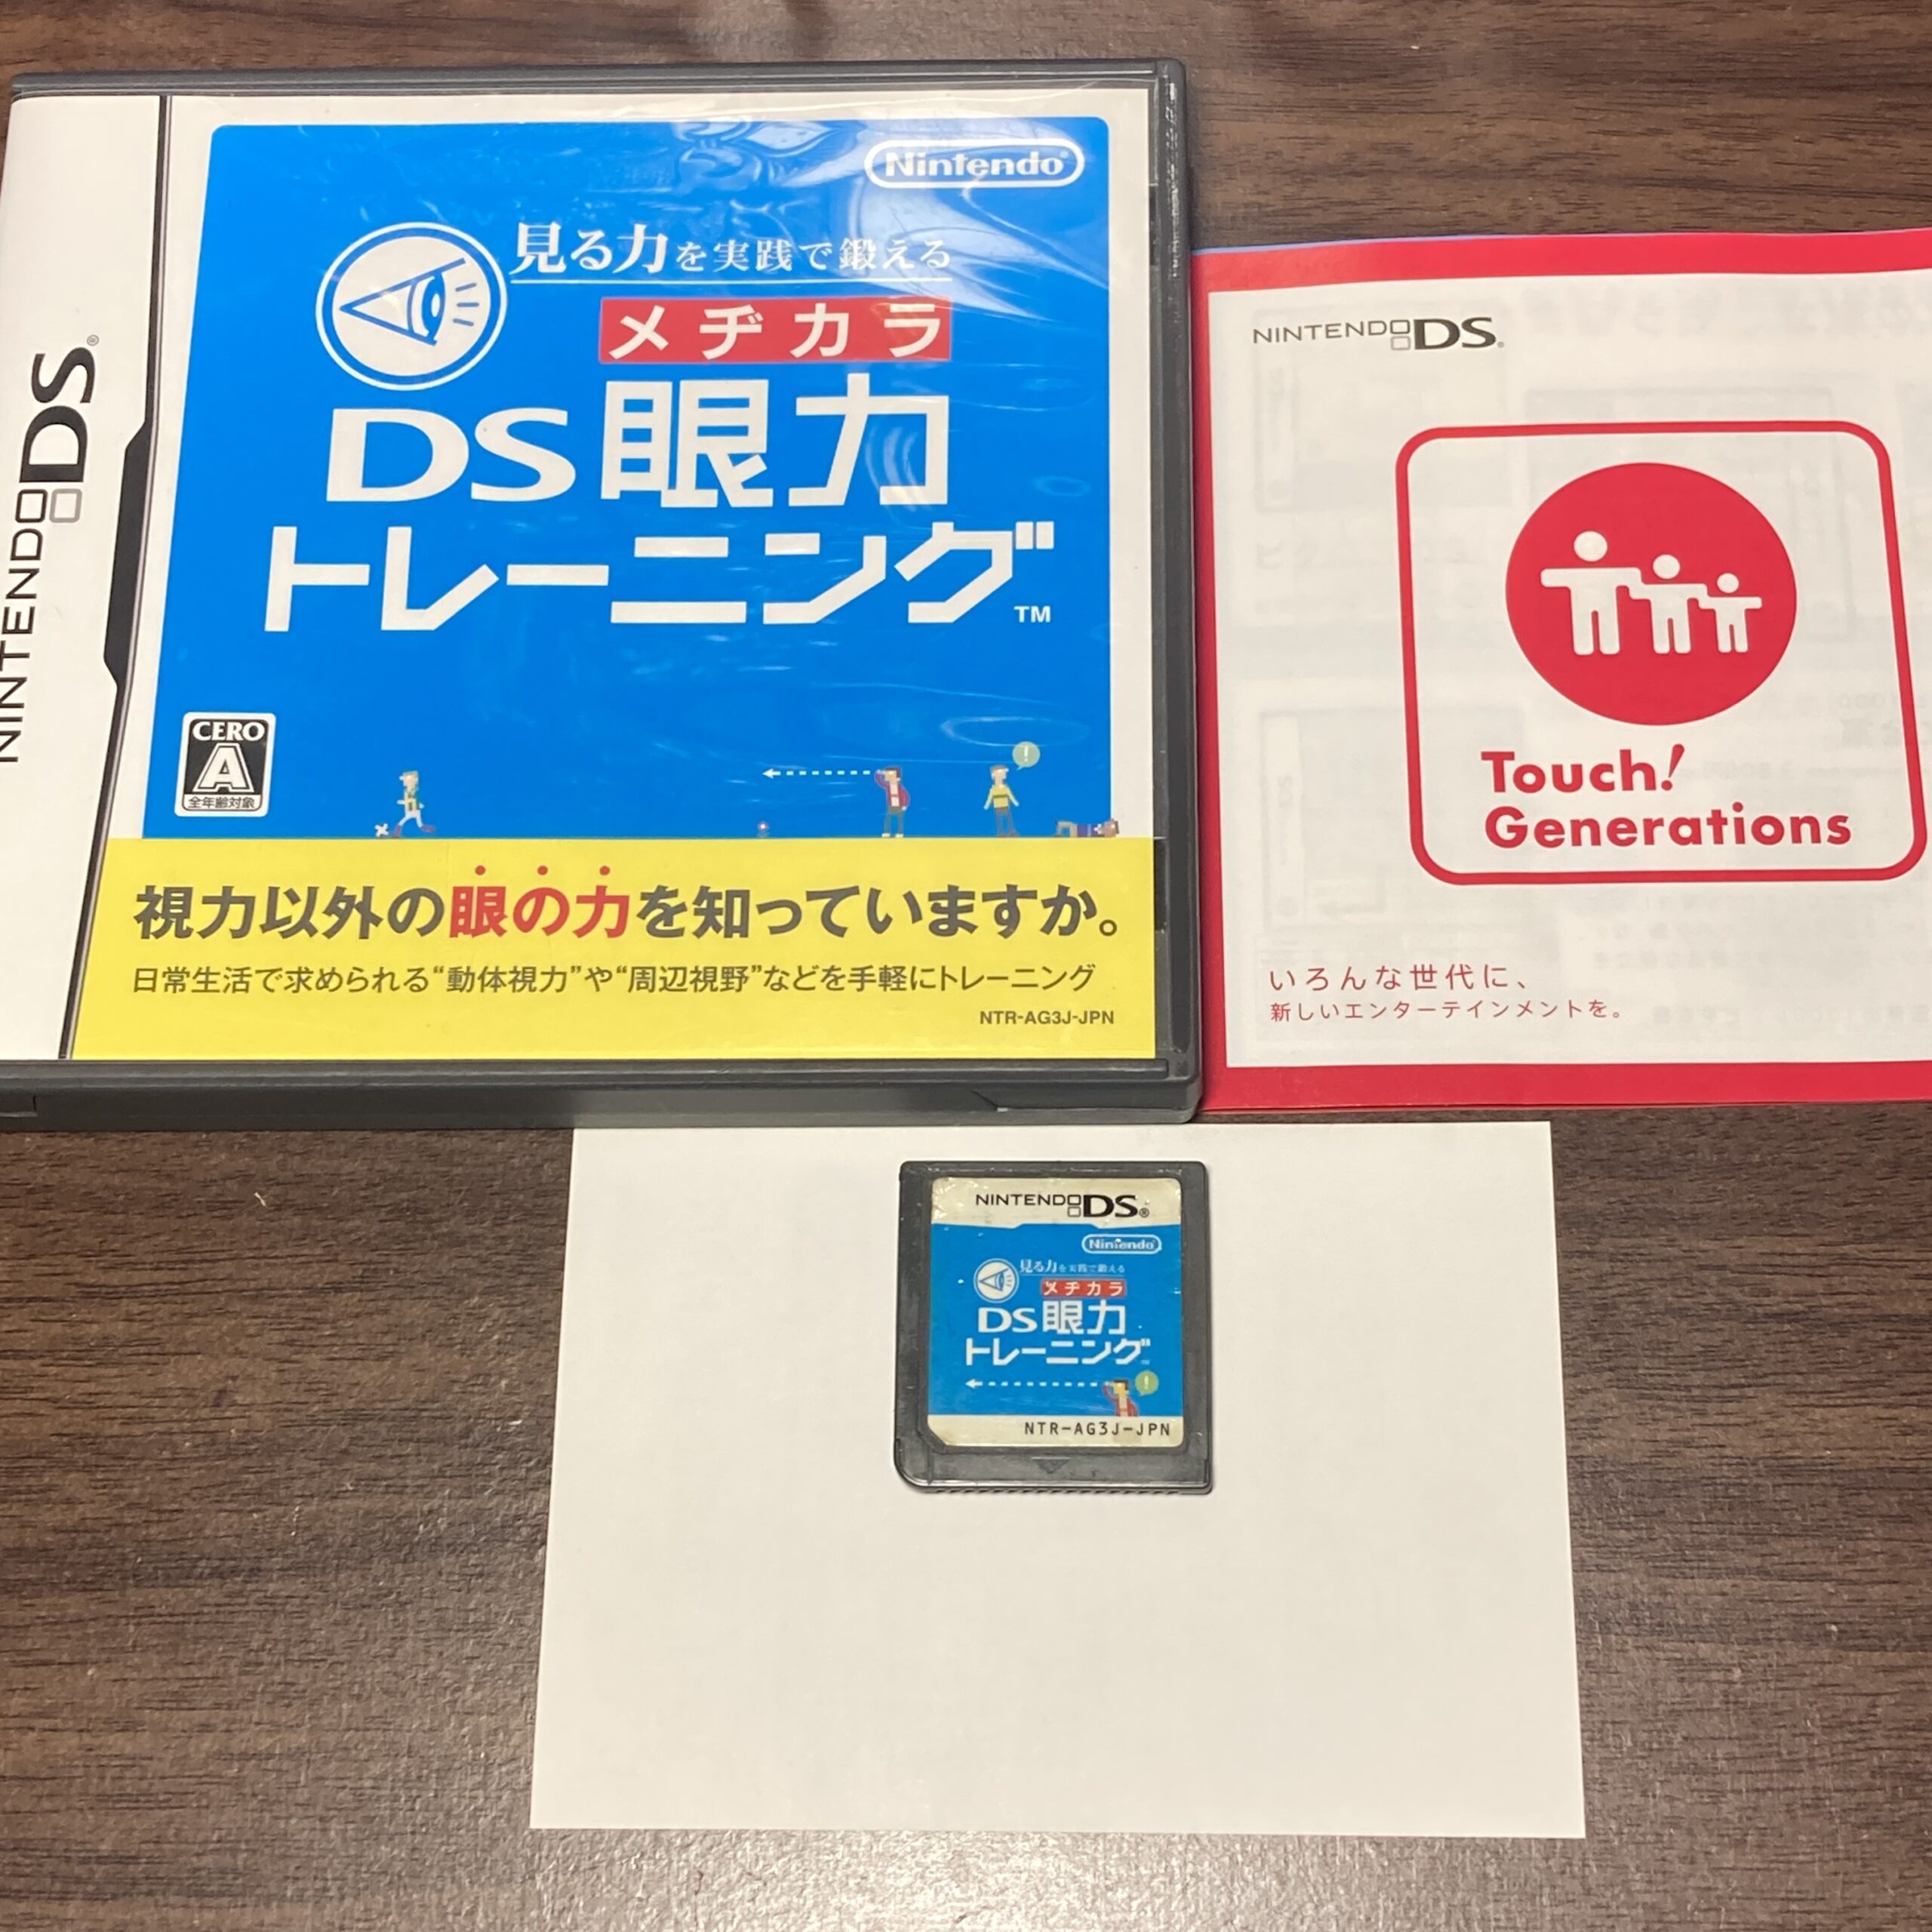 NINTENDO DS®
Nintendo®
見る力を実践で鍛える
メヂカラ
DS眼力
トレーニング™
CERO
A
全年齢対象
!
視力以外の眼の力を知っていますか。
日常生活で求められる“動体視力”や“周辺視野”などを手軽にトレーニング
NTR-AG3J-JPN
NINTENDO DS®
Touch!
Generations
いろんな世代に、
新しいエンターテインメントを。
NINTENDO DS®
Nintendo®
見る力を実践で鍛える
メヂカラ
DS眼力
トレーニング
!
NTR-AG3J-JPN